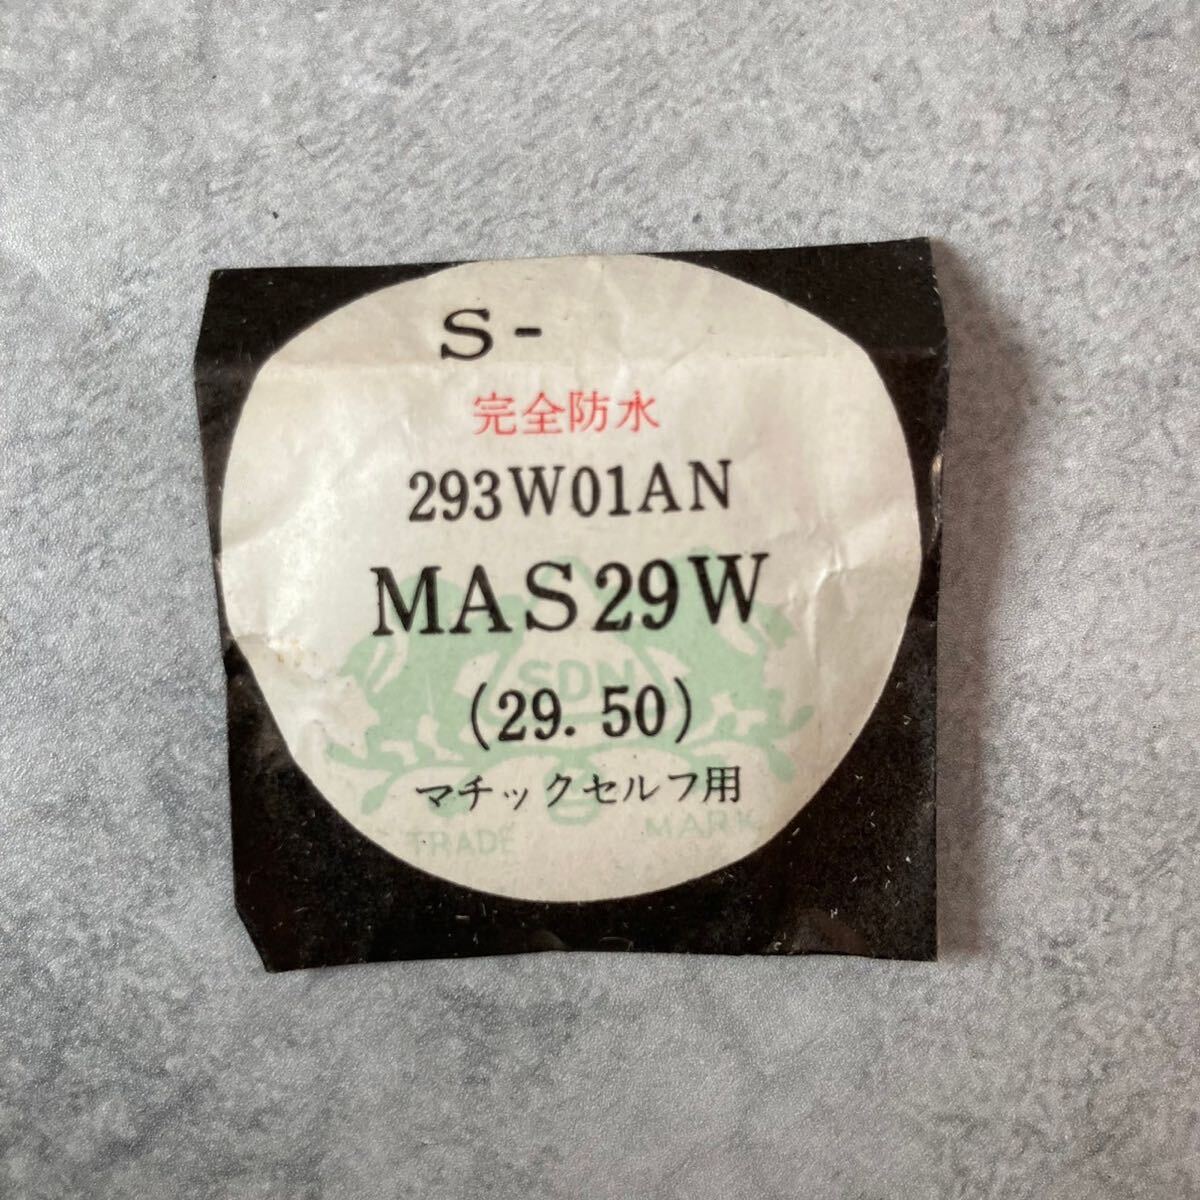 S-
完全防水
293W01AN
MAS29W
SDN
(29.50)
マチックセルフ用
TRADE MARK